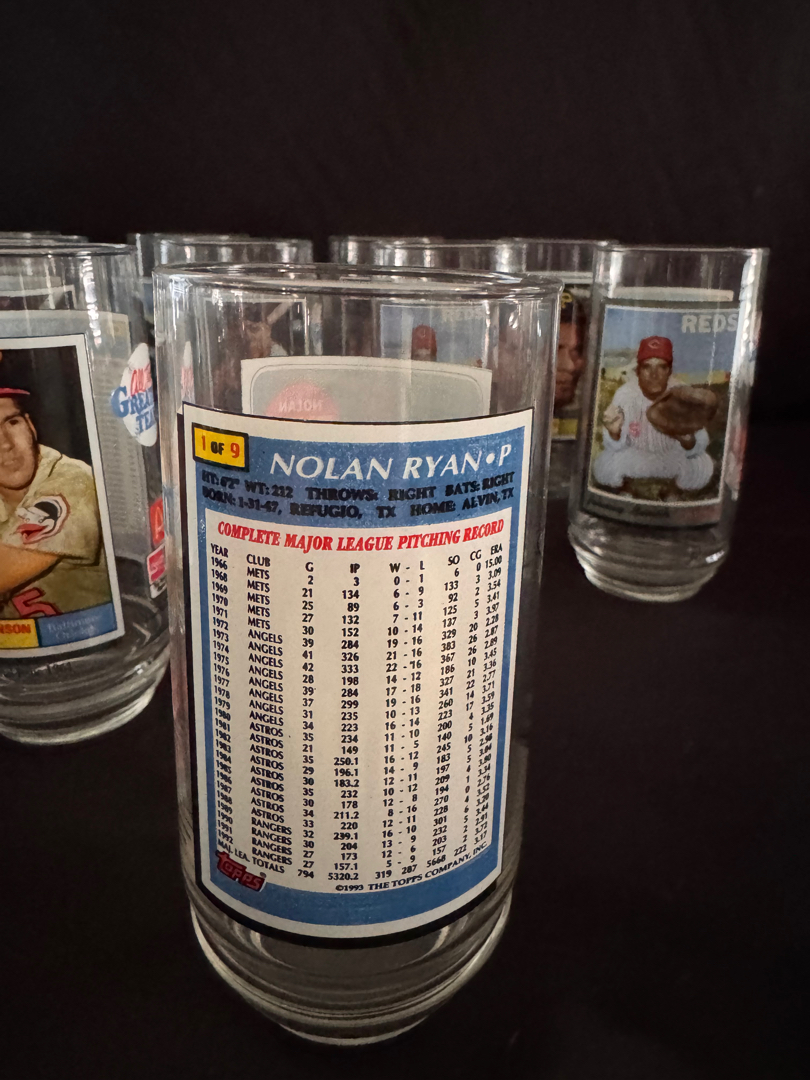 1 OF 9
NOLAN RYAN • P
HT: 6'2" WT: 212 THROWS: RIGHT BATS: RIGHT
BORN: 1-31-47, REFUGIO, TX HOME: ALVIN, TX
COMPLETE MAJOR LEAGUE PITCHING RECORD
YEAR CLUB G IP W - L SO CG ERA
1966 METS 2 3 0 - 1 6 0 15.00
1968 METS 21 134 6 - 9 133 3 3.09
1969 METS 25 89 6 - 3 92 2 3.54
1970 METS 27 132 7 - 11 125 5 3.41
1971 METS 30 152 10 - 14 137 3 3.97
1972 ANGELS 39 284 19 - 16 329 20 2.28
1973 ANGELS 41 326 21 - 16 383 26 2.87
1974 ANGELS 42 333 22 - 16 367 26 2.89
1975 ANGELS 28 198 14 - 12 186 10 3.45
1976 ANGELS 39 284 17 - 18 327 21 3.36
1977 ANGELS 37 299 19 - 16 341 22 2.77
1978 ANGELS 31 235 10 - 13 260 14 3.71
1979 ANGELS 34 223 16 - 14 223 17 3.59
1980 ASTROS 35 234 11 - 10 200 4 3.35
1981 ASTROS 21 149 11 - 5 140 5 1.69
1982 ASTROS 35 250.1 16 - 12 245 10 3.16
1983 ASTROS 29 196.1 14 - 9 183 5 2.98
1984 ASTROS 30 183.2 12 - 11 197 5 3.04
1985 ASTROS 35 232 10 - 12 209 4 3.80
1986 ASTROS 30 178 12 - 8 194 1 3.34
1987 ASTROS 34 211.2 8 - 16 270 0 2.76
1988 ASTROS 33 220 12 - 11 228 4 3.52
1989 RANGERS 32 239.1 16 - 10 301 6 3.20
1990 RANGERS 30 204 13 - 9 232 5 3.44
1991 RANGERS 27 173 12 - 6 203 2 2.91
1992 RANGERS 27 157.1 5 - 9 157 2 3.72
MAJ. LEA. TOTALS 794 5320.2 319 287 5668 222 3.17
Topps
©1993 THE TOPPS COMPANY, INC.
NOLAN
REDS
REDS
NSON
Baltimore
Orioles
5